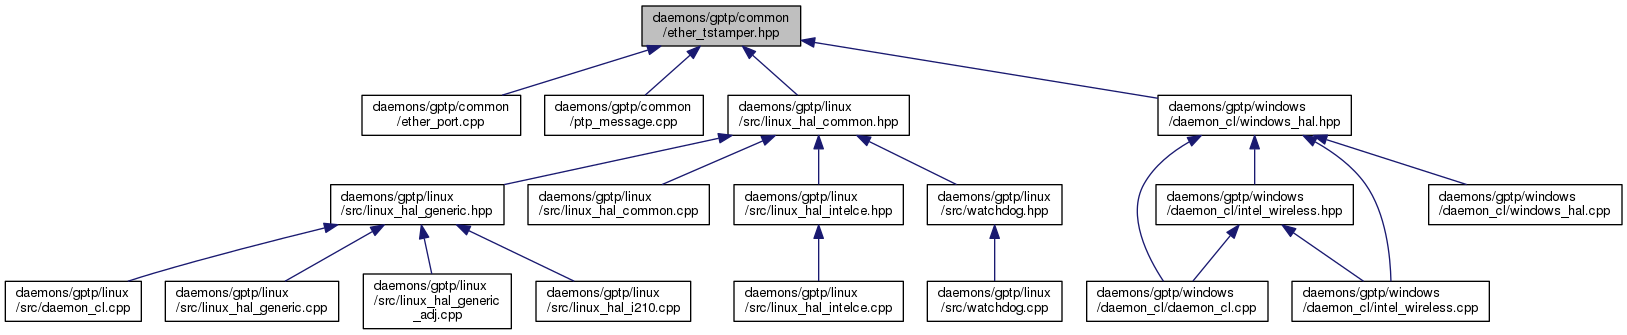 daemons/gptp/common
/ether_tstamper.hpp
daemons/gptp/common
/ether_port.cpp
daemons/gptp/common
/ptp_message.cpp
daemons/gptp/linux
/src/linux_hal_common.hpp
daemons/gptp/windows
/daemon_cl/windows_hal.hpp
daemons/gptp/linux
/src/linux_hal_generic.hpp
daemons/gptp/linux
/src/linux_hal_common.cpp
daemons/gptp/linux
/src/linux_hal_intelce.hpp
daemons/gptp/linux
/src/watchdog.hpp
daemons/gptp/windows
/daemon_cl/intel_wireless.hpp
daemons/gptp/windows
/daemon_cl/windows_hal.cpp
daemons/gptp/linux
/src/daemon_cl.cpp
daemons/gptp/linux
/src/linux_hal_generic.cpp
daemons/gptp/linux
/src/linux_hal_generic
_adj.cpp
daemons/gptp/linux
/src/linux_hal_i210.cpp
daemons/gptp/linux
/src/linux_hal_intelce.cpp
daemons/gptp/linux
/src/watchdog.cpp
daemons/gptp/windows
/daemon_cl/daemon_cl.cpp
daemons/gptp/windows
/daemon_cl/intel_wireless.cpp